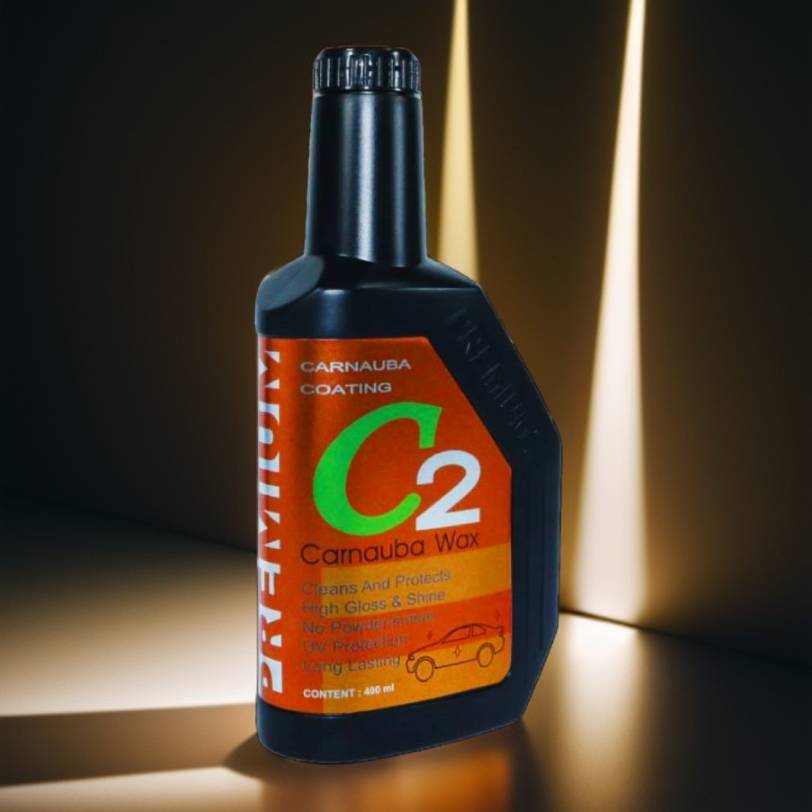 CARNAUBA
COATING
C2
Carnauba Wax
Cleans And Protects
High Gloss & Shine
No Powder
UV Protection
Long Lasting
CONTENT : 400 ml
PREMIUM